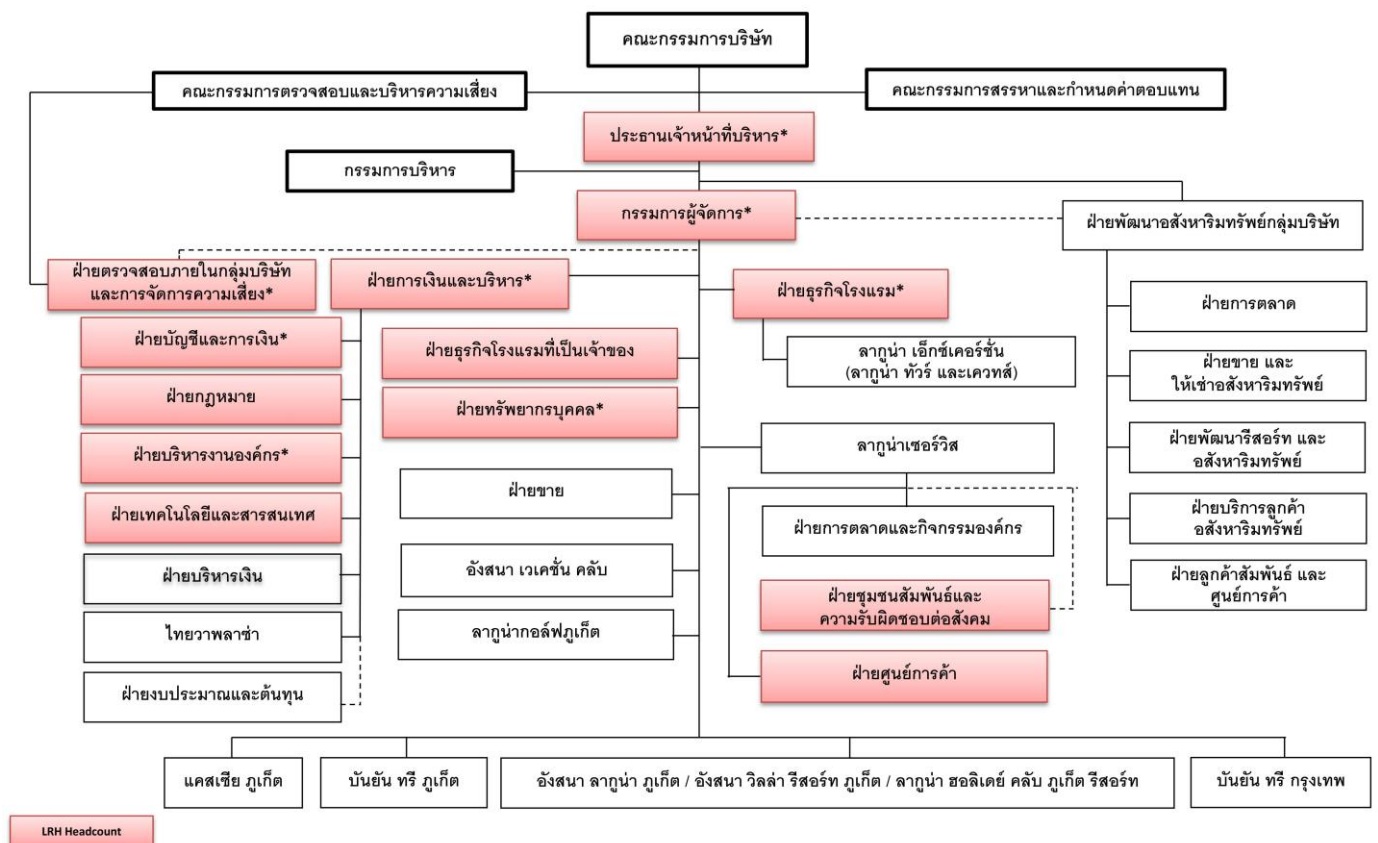 คณะกรรมการบริษัท
คณะกรรมการตรวจสอบและบริหารความเสี่ยง
คณะกรรมการสรรหาและกำหนดค่าตอบแทน
ประธานเจ้าหน้าที่บริหาร*
กรรมการบริหาร
กรรมการผู้จัดการ*
ฝ่ายพัฒนาอสังหาริมทรัพย์กลุ่มบริษัท
ฝ่ายตรวจสอบภายในกลุ่มบริษัท
และการจัดการความเสี่ยง*
ฝ่ายการเงินและบริหาร*
ฝ่ายธุรกิจโรงแรม*
ฝ่ายการตลาด
ฝ่ายบัญชีและการเงิน*
ฝ่ายธุรกิจโรงแรมที่เป็นเจ้าของ
ลากูน่า เอ็กซ์เคอร์ชั่น
(ลากูน่า ทัวร์ และเควทส์)
ฝ่ายขาย และ
ให้เช่าอสังหาริมทรัพย์
ฝ่ายกฎหมาย
ฝ่ายทรัพยากรบุคคล*
ฝ่ายบริหารงานองค์กร*
ลากูน่าเซอร์วิส
ฝ่ายพัฒนารีสอร์ท และ
อสังหาริมทรัพย์
ฝ่ายขาย
ฝ่ายเทคโนโลยีและสารสนเทศ
ฝ่ายการตลาดและกิจกรรมองค์กร
ฝ่ายบริการลูกค้า
อสังหาริมทรัพย์
ฝ่ายบริหารเงิน
อังสนา เวเคชั่น คลับ
ฝ่ายชุมชนสัมพันธ์และ
ความรับผิดชอบต่อสังคม
ฝ่ายลูกค้าสัมพันธ์ และ
ศูนย์การค้า
ไทยวาพลาซ่า
ลากูน่ากอล์ฟภูเก็ต
ฝ่ายศูนย์การค้า
ฝ่ายงบประมาณและต้นทุน
แคสเซีย ภูเก็ต
บันยัน ทรี ภูเก็ต
อังสนา ลากูน่า ภูเก็ต / อังสนา วิลล่า รีสอร์ท ภูเก็ต / ลากูน่า ฮอลิเดย์ คลับ ภูเก็ต รีสอร์ท
บันยัน ทรี กรุงเทพ
LRH Headcount